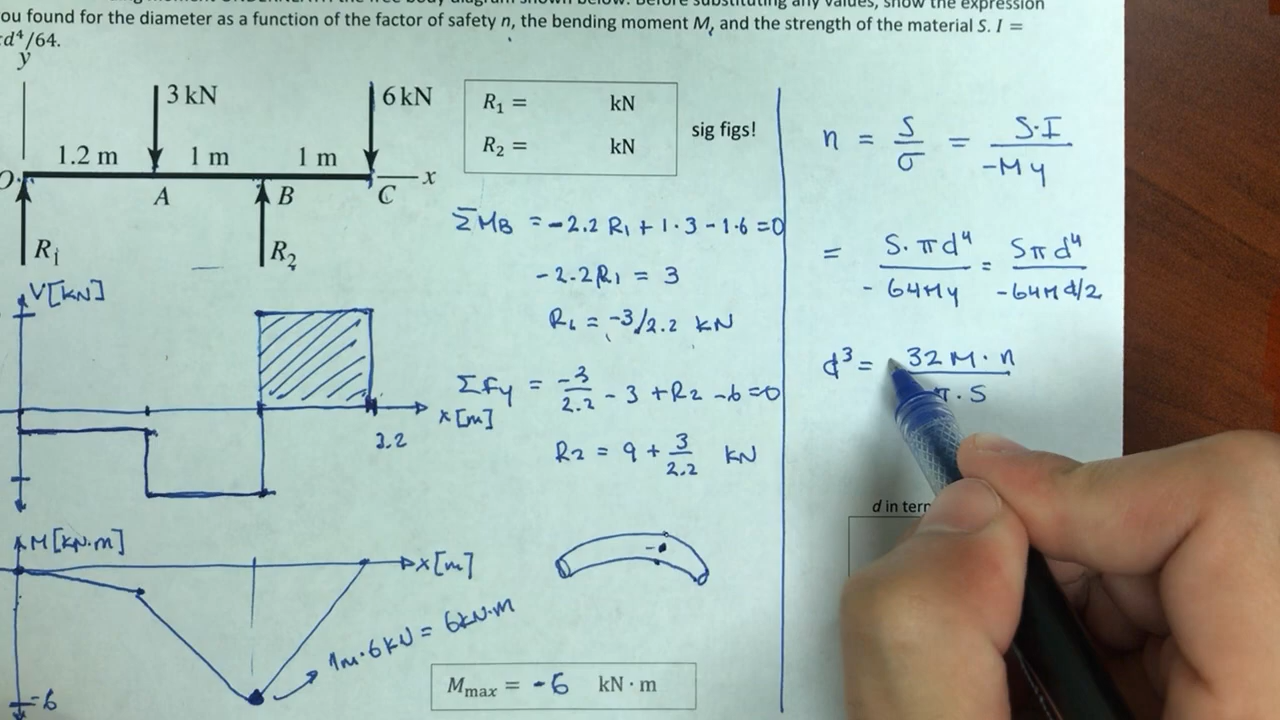 ou found for the diameter as a function of the factor of safety n, the bending moment M, and the strength of the material S. I =
d⁴/64.
y
3 kN
6 kN
1.2 m
1 m
1 m
O
A
B
C
x
R₁
R₂
R₁ = kN
R₂ = kN
sig figs!
ΣMB = -2.2 R₁ + 1·3 - 1·6 = 0
-2.2R₁ = 3
R₁ = -3/2.2 kN
ΣFy = -3/2.2 - 3 + R2 - 6 = 0
R2 = 9 + 3/2.2 kN
V[kN]
x[m]
3.2
M[kN·m]
x[m]
1m·6kN = 6kN·m
-6
Mmax = -6 kN · m
n = S/σ = S·I/-My
= S·πd⁴/-64My = Sπd⁴/-64Md/2
d³ = 32M·n/π·S
d in